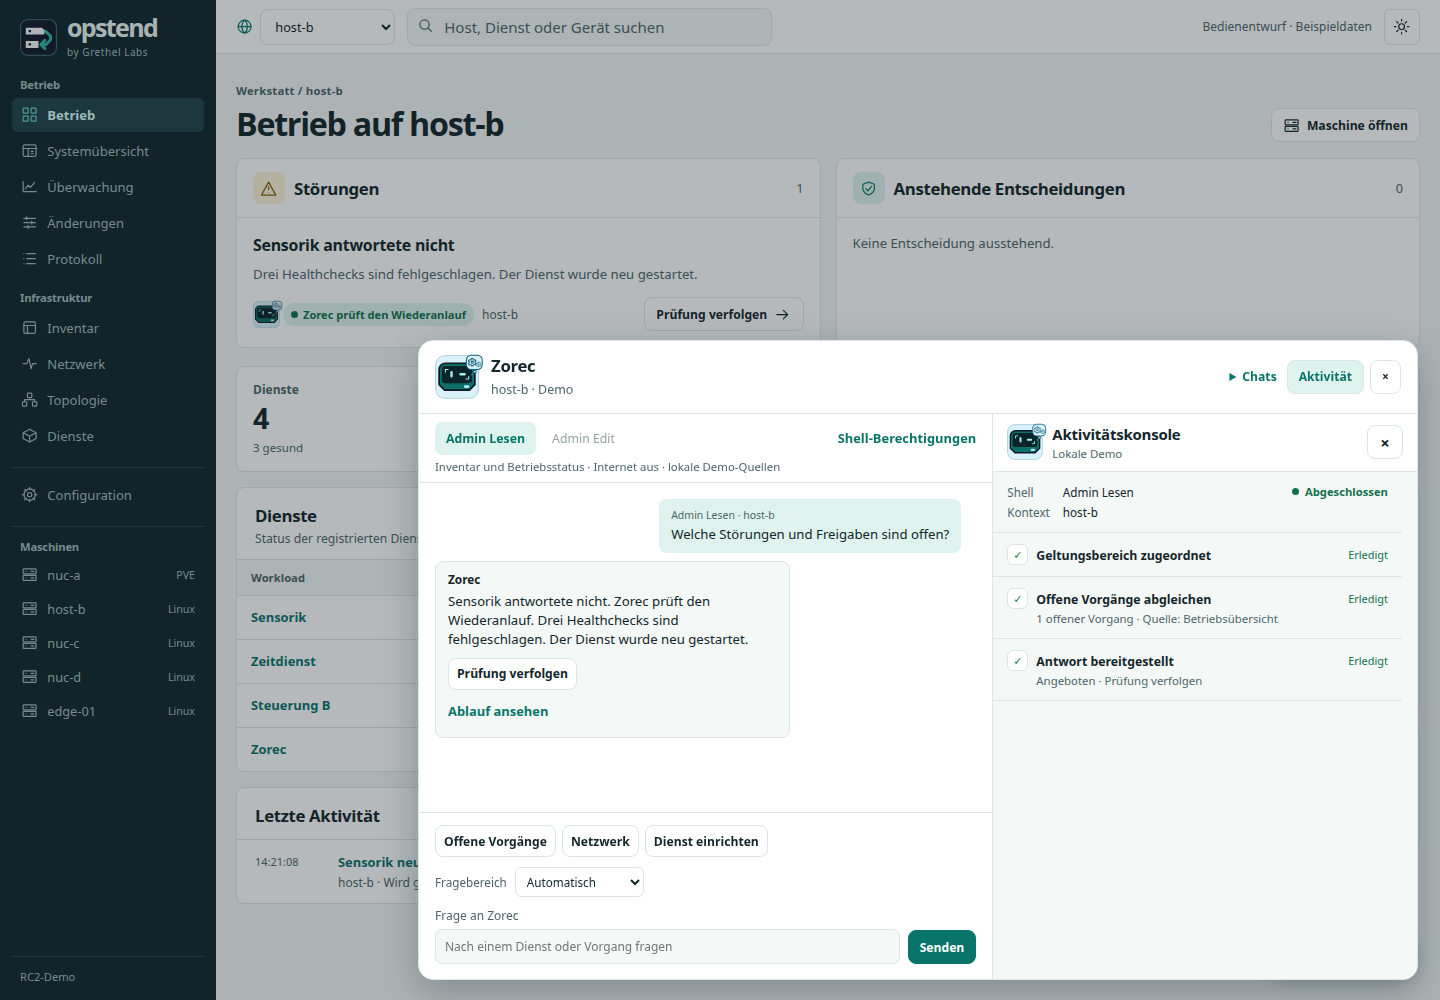 opstend
by Grethel Labs
Betrieb
Betrieb
Systemübersicht
Überwachung
Änderungen
Protokoll
Infrastruktur
Inventar
Netzwerk
Topologie
Dienste
Configuration
Maschinen
nuc-a PVE
host-b Linux
nuc-c Linux
nuc-d Linux
edge-01 Linux
RC2-Demo
host-b
Host, Dienst oder Gerät suchen
Bedienentwurf · Beispieldaten
Werkstatt / host-b
Betrieb auf host-b
Maschine öffnen
Störungen 1
Sensorik antwortete nicht
Drei Healthchecks sind fehlgeschlagen. Der Dienst wurde neu gestartet.
Zorec prüft den Wiederanlauf host-b
Prüfung verfolgen
Anstehende Entscheidungen 0
Keine Entscheidung ausstehend.
Dienste
4
3 gesund
Dienste
Status der registrierten
Workload
Sensorik
Zeitdienst
Steuerung B
Zorec
Letzte Aktivität
14:21:08 Sensorik
host-b · Wird
Zorec
host-b · Demo
Chats
Aktivität
×
Admin Lesen
Admin Edit
Shell-Berechtigungen
Inventar und Betriebsstatus · Internet aus · lokale Demo-Quellen
Admin Lesen · host-b
Welche Störungen und Freigaben sind offen?
Zorec
Sensorik antwortete nicht. Zorec prüft den
Wiederanlauf. Drei Healthchecks sind
fehlgeschlagen. Der Dienst wurde neu gestartet.
Prüfung verfolgen
Ablauf ansehen
Offene Vorgänge
Netzwerk
Dienst einrichten
Fragebereich
Automatisch
Frage an Zorec
Nach einem Dienst oder Vorgang fragen
Senden
Aktivitätskonsole
Lokale Demo
×
Shell Admin Lesen
Abgeschlossen
Kontext host-b
✓ Geltungsbereich zugeordnet Erledigt
✓ Offene Vorgänge abgleichen Erledigt
1 offener Vorgang · Quelle: Betriebsübersicht
✓ Antwort bereitgestellt Erledigt
Angeboten · Prüfung verfolgen